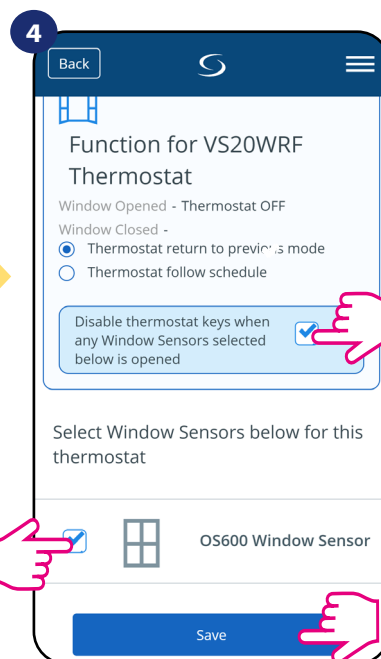 4
Back
Function for VS20WRF
Thermostat
Window Opened - Thermostat OFF
Window Closed -
Thermostat return to previous mode
Thermostat follow schedule
Disable thermostat keys when
any Window Sensors selected
below is opened
Select Window Sensors below for this
thermostat
OS600 Window Sensor
Save